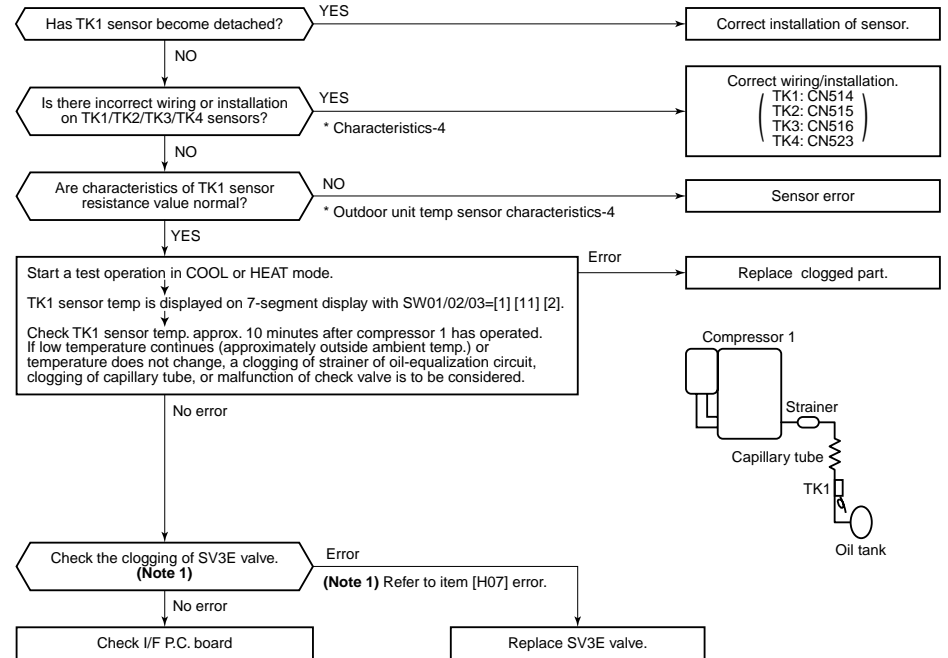 Has TK1 sensor become detached?
YES
Correct installation of sensor.
NO
Is there incorrect wiring or installation
on TK1/TK2/TK3/TK4 sensors?
YES
* Characteristics-4
Correct wiring/installation.
TK1: CN514
TK2: CN515
TK3: CN516
TK4: CN523
NO
Are characteristics of TK1 sensor
resistance value normal?
NO
* Outdoor unit temp sensor characteristics-4
Sensor error
YES
Start a test operation in COOL or HEAT mode.
TK1 sensor temp is displayed on 7-segment display with SW01/02/03=[1] [11] [2].
Check TK1 sensor temp. approx. 10 minutes after compressor 1 has operated.
If low temperature continues (approximately outside ambient temp.) or
temperature does not change, a clogging of strainer of oil-equalization circuit,
clogging of capillary tube, or malfunction of check valve is to be considered.
Error
Replace clogged part.
No error
Compressor 1
Strainer
Capillary tube
TK1
Oil tank
Check the clogging of SV3E valve.
(Note 1)
Error
(Note 1) Refer to item [H07] error.
No error
Check I/F P.C. board
Replace SV3E valve.